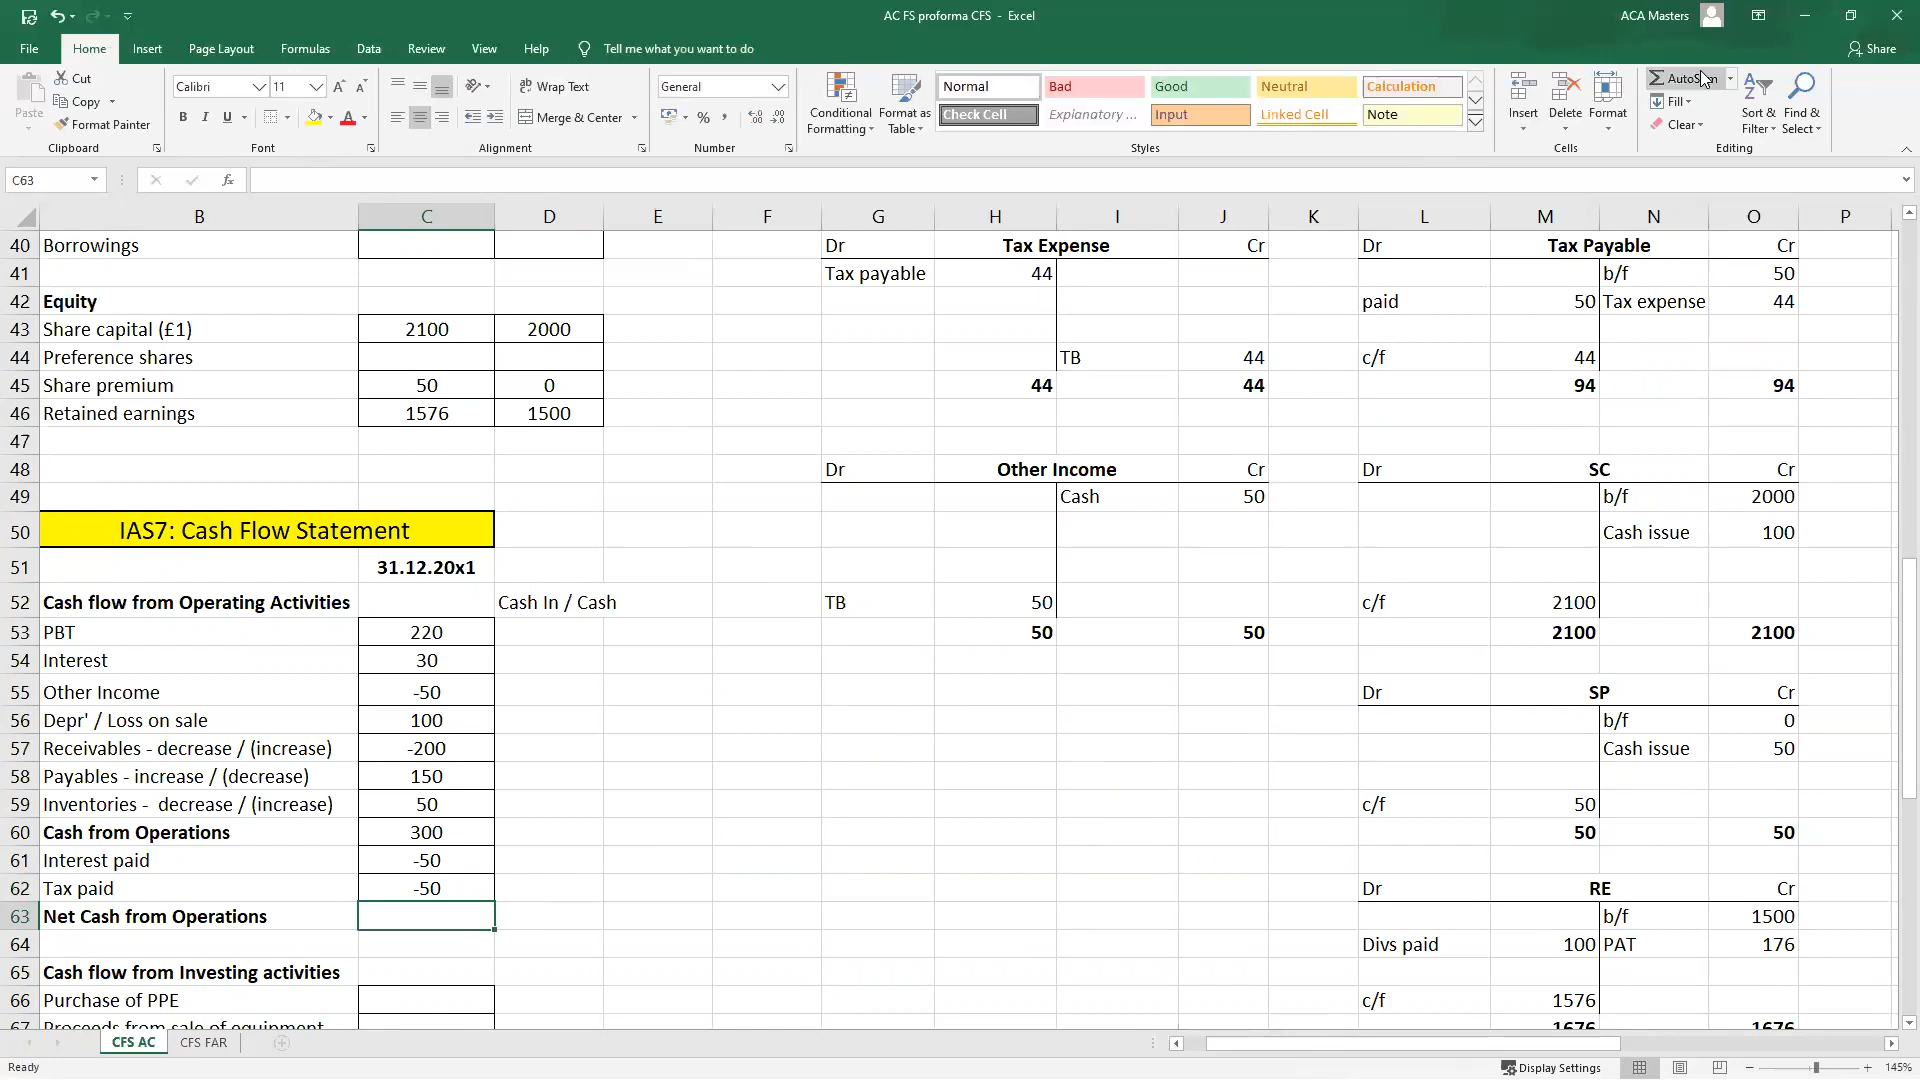 AC FS proforma CFS - Excel
ACA Masters
File Home Insert Page Layout Formulas Data Review View Help Tell me what you want to do Share
Paste Cut Copy Format Painter
Calibri 11
B I U A A A
Wrap Text
Merge & Center
General
% ,
Conditional Formatting
Format as Table
Normal Bad Good Neutral Calculation
Check Cell Explanatory ... Input Linked Cell Note
Insert Delete Format
Fill
Clear
Sort & Filter
Find & Select
Clipboard Font Alignment Number Styles Cells Editing
C63 fx
B C D E F G H I J K L M N O P
40 Borrowings Dr Tax Expense Cr Dr Tax Payable Cr
41 Tax payable 44 b/f 50
42 Equity paid 50 Tax expense 44
43 Share capital (£1) 2100 2000
44 Preference shares TB 44 c/f 44
45 Share premium 50 0 44 44 94 94
46 Retained earnings 1576 1500
47
48 Dr Other Income Cr Dr SC Cr
49 Cash 50 b/f 2000
50 IAS7: Cash Flow Statement Cash issue 100
51 31.12.20x1
52 Cash flow from Operating Activities Cash In / Cash TB 50 c/f 2100
53 PBT 220 50 50 2100 2100
54 Interest 30
55 Other Income -50 Dr SP Cr
56 Depr' / Loss on sale 100 b/f 0
57 Receivables - decrease / (increase) -200 Cash issue 50
58 Payables - increase / (decrease) 150
59 Inventories - decrease / (increase) 50 c/f 50
60 Cash from Operations 300 50 50
61 Interest paid -50
62 Tax paid -50 Dr RE Cr
63 Net Cash from Operations b/f 1500
64 Divs paid 100 PAT 176
65 Cash flow from Investing activities
66 Purchase of PPE c/f 1576
67 Proceeds from sale of equipment 1676 1676
CFS AC CFS FAR
Ready Display Settings 145%